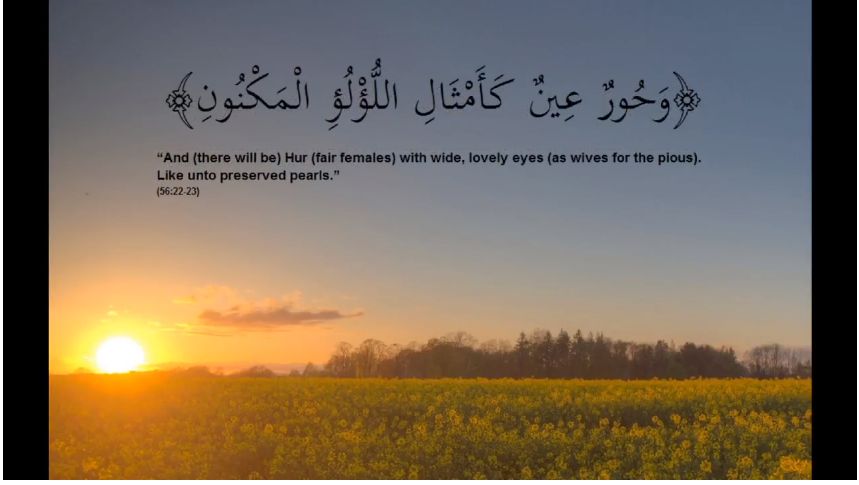 ﴿وَحُورٌ عِينٌ كَأَمْثَالِ اللُّؤْلُؤِ الْمَكْنُونِ﴾
“And (there will be) Hur (fair females) with wide, lovely eyes (as wives for the pious).
Like unto preserved pearls.”
(56:22-23)